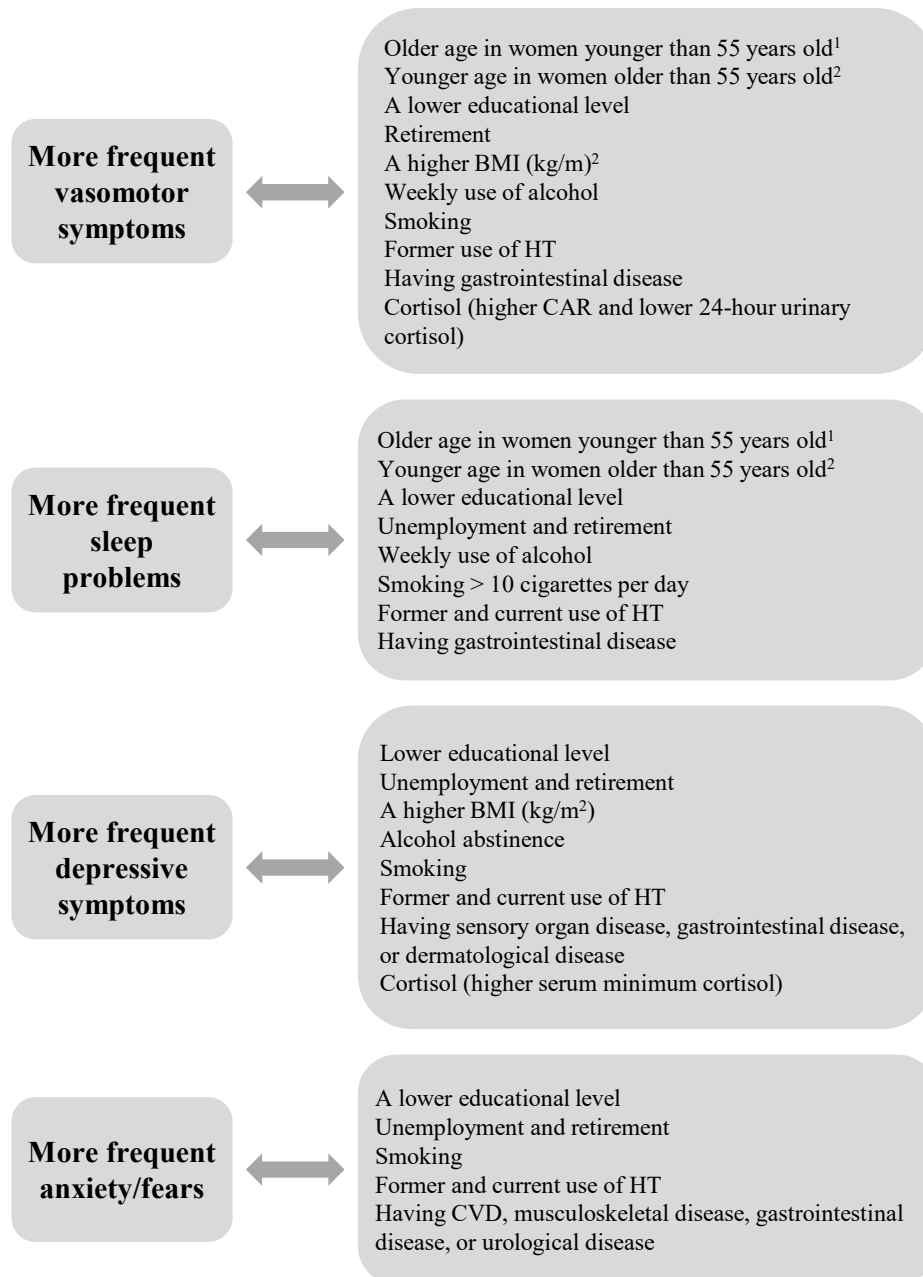 More frequent
vasomotor
symptoms
Older age in women younger than 55 years old¹
Younger age in women older than 55 years old²
A lower educational level
Retirement
A higher BMI (kg/m)²
Weekly use of alcohol
Smoking
Former use of HT
Having gastrointestinal disease
Cortisol (higher CAR and lower 24-hour urinary
cortisol)
More frequent
sleep
problems
Older age in women younger than 55 years old¹
Younger age in women older than 55 years old²
A lower educational level
Unemployment and retirement
Weekly use of alcohol
Smoking > 10 cigarettes per day
Former and current use of HT
Having gastrointestinal disease
More frequent
depressive
symptoms
Lower educational level
Unemployment and retirement
A higher BMI (kg/m²)
Alcohol abstinence
Smoking
Former and current use of HT
Having sensory organ disease, gastrointestinal disease,
or dermatological disease
Cortisol (higher serum minimum cortisol)
More frequent
anxiety/fears
A lower educational level
Unemployment and retirement
Smoking
Former and current use of HT
Having CVD, musculoskeletal disease, gastrointestinal
disease, or urological disease